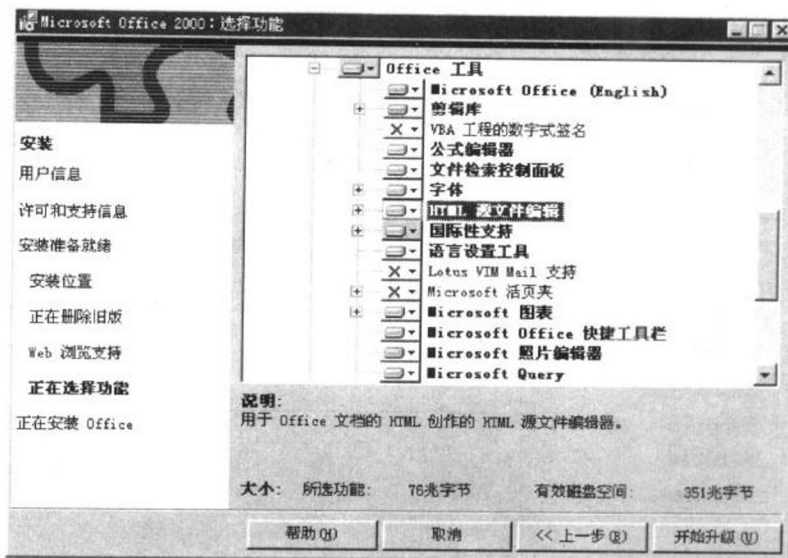 Microsoft Office 2000：选择功能
Office 工具
Microsoft Office (English)
剪辑库
VBA 工程的数字式签名
公式编辑器
文件检索控制面板
字体
HTML 源文件编辑
国际性支持
语言设置工具
Lotus VIM Mail 支持
Microsoft 活页夹
Microsoft 图表
Microsoft Office 快捷工具栏
Microsoft 照片编辑器
Microsoft Query
安装
用户信息
许可和支持信息
安装准备就绪
安装位置
正在删除旧版
Web 浏览支持
正在选择功能
正在安装 Office
说明:
用于 Office 文档的 HTML 创作的 HTML 源文件编辑器。
大小: 所选功能: 76兆字节 有效磁盘空间: 351兆字节
帮助(H) 取消 << 上一步(B) 开始升级(U)